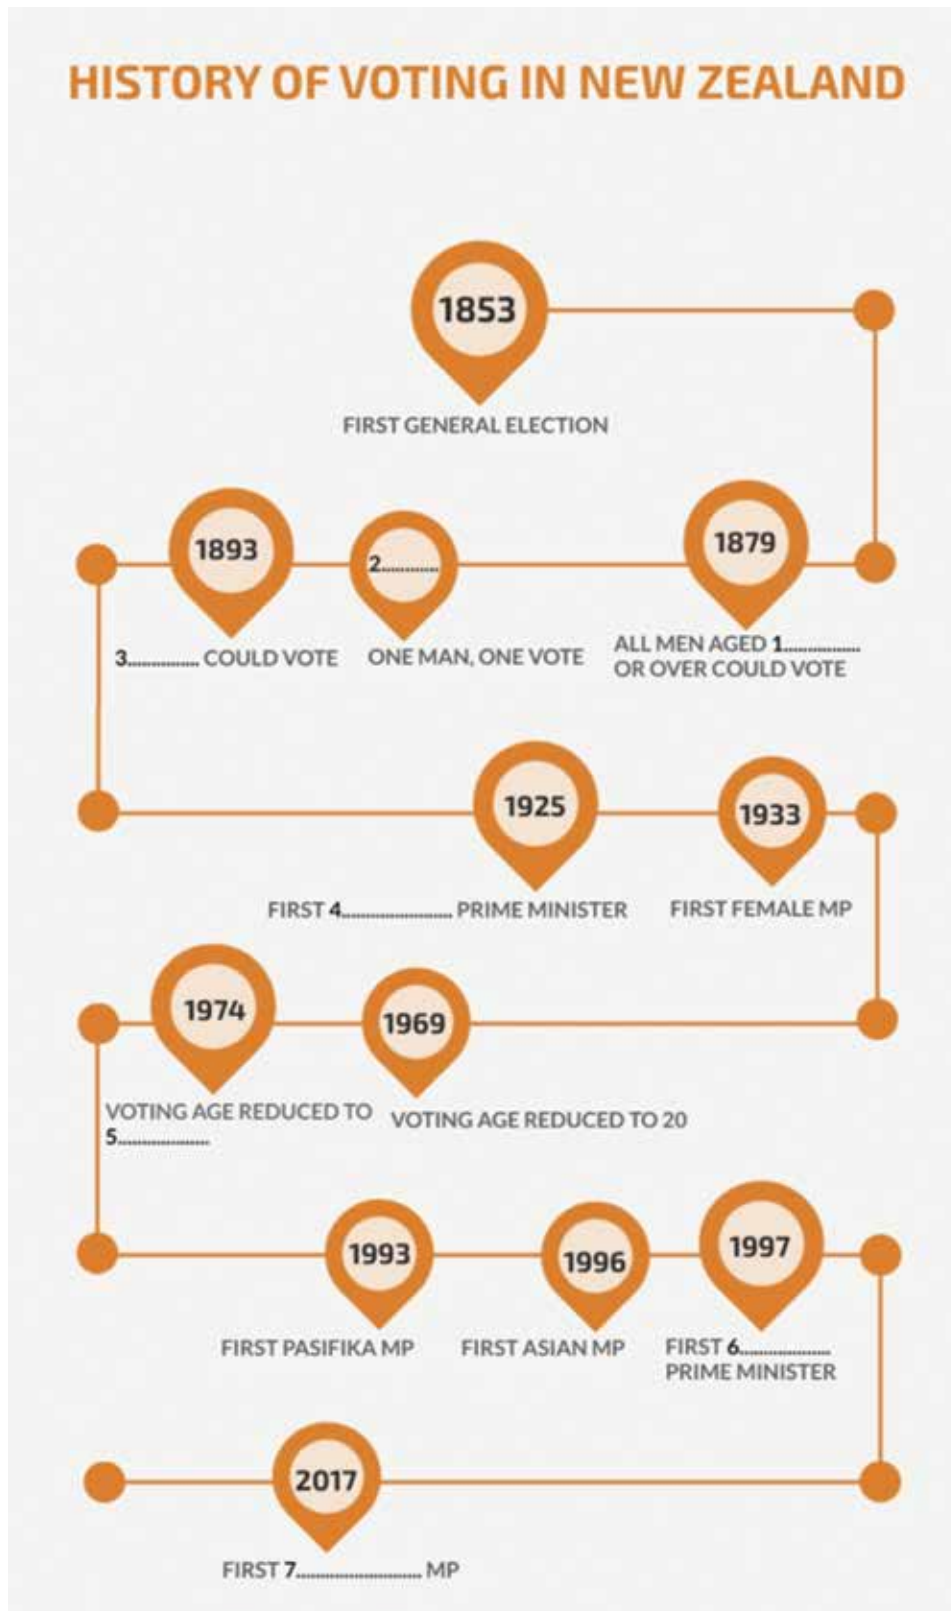 HISTORY OF VOTING IN NEW ZEALAND
1853
FIRST GENERAL ELECTION
1879
ALL MEN AGED 1................
OR OVER COULD VOTE
2............
ONE MAN, ONE VOTE
1893
3............... COULD VOTE
1925
FIRST 4....................... PRIME MINISTER
1933
FIRST FEMALE MP
1969
VOTING AGE REDUCED TO 20
1974
VOTING AGE REDUCED TO
5...................
1993
FIRST PASIFIKA MP
1996
FIRST ASIAN MP
1997
FIRST 6...................
PRIME MINISTER
2017
FIRST 7.......................... MP